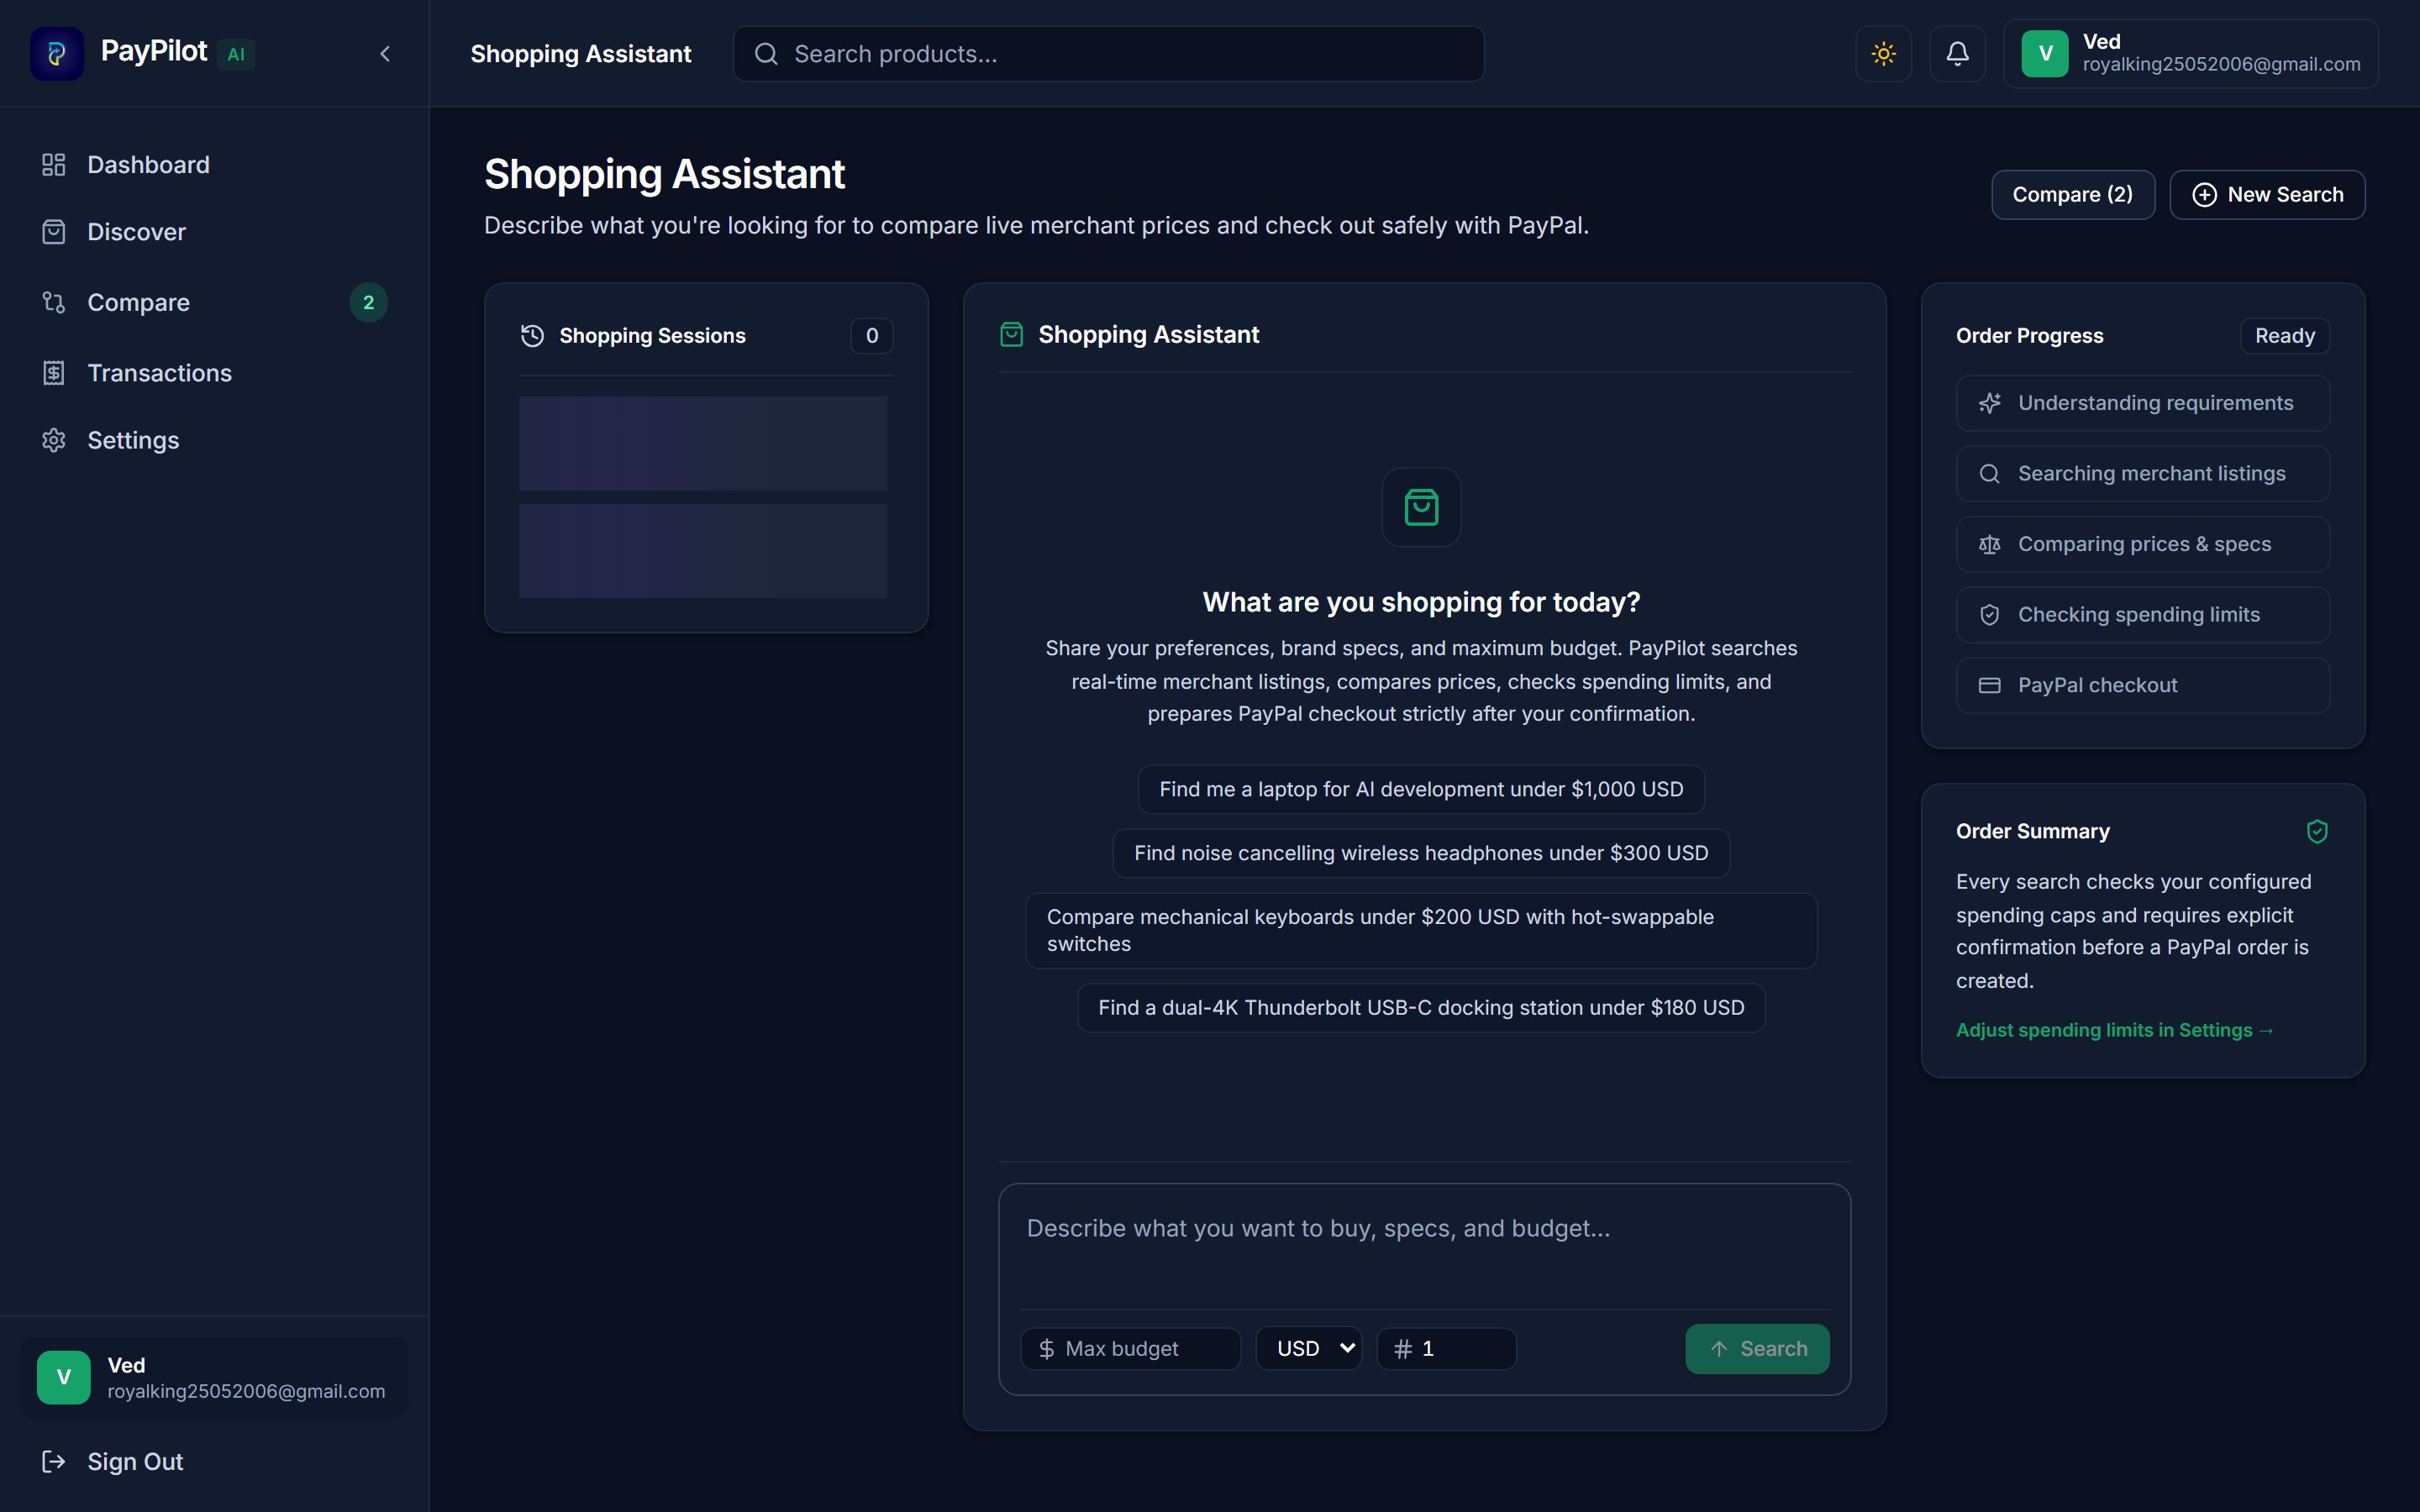 PayPilot AI
Shopping Assistant
Search products...
V
Ved
royalking25052006@gmail.com
Dashboard
Discover
Compare
2
Transactions
Settings
V
Ved
royalking25052006@gmail.com
Sign Out
Shopping Assistant
Describe what you're looking for to compare live merchant prices and check out safely with PayPal.
Compare (2)
New Search
Shopping Sessions
0
Shopping Assistant
What are you shopping for today?
Share your preferences, brand specs, and maximum budget. PayPilot searches
real-time merchant listings, compares prices, checks spending limits, and
prepares PayPal checkout strictly after your confirmation.
Find me a laptop for AI development under $1,000 USD
Find noise cancelling wireless headphones under $300 USD
Compare mechanical keyboards under $200 USD with hot-swappable
switches
Find a dual-4K Thunderbolt USB-C docking station under $180 USD
Describe what you want to buy, specs, and budget...
$ Max budget
USD
# 1
Search
Order Progress
Ready
Understanding requirements
Searching merchant listings
Comparing prices & specs
Checking spending limits
PayPal checkout
Order Summary
Every search checks your configured
spending caps and requires explicit
confirmation before a PayPal order is
created.
Adjust spending limits in Settings →